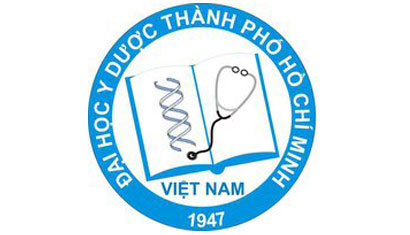 ĐẠI HỌC Y DƯỢC THÀNH PHỐ HỒ CHÍ MINH
VIỆT NAM
1947